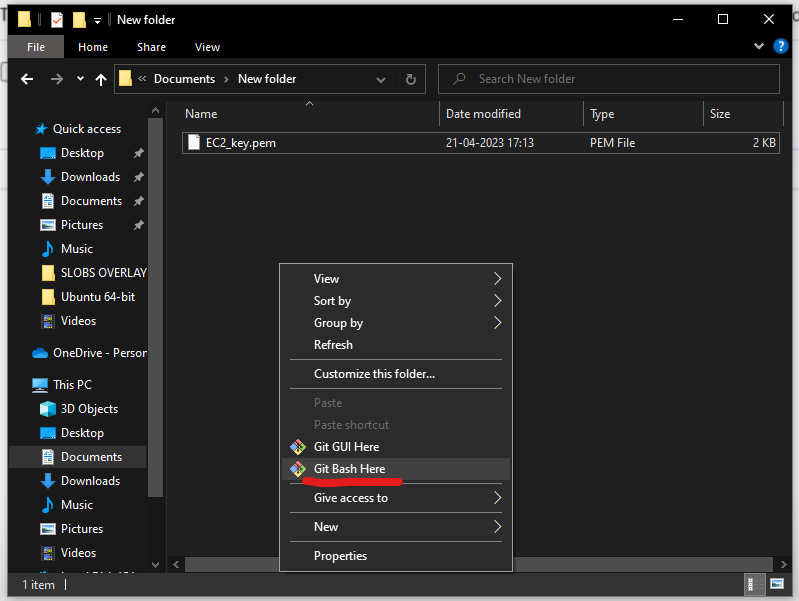 New folder
File Home Share View
Documents New folder
Search New folder
Name Date modified Type Size
EC2_key.pem 21-04-2023 17:13 PEM File 2 KB
Quick access
Desktop
Downloads
Documents
Pictures
Music
SLOBS OVERLAY
Ubuntu 64-bit
Videos
OneDrive - Person
This PC
3D Objects
Desktop
Documents
Downloads
Music
Pictures
Videos
View
Sort by
Group by
Refresh
Customize this folder...
Paste
Paste shortcut
Git GUI Here
Git Bash Here
Give access to
New
Properties
1 item